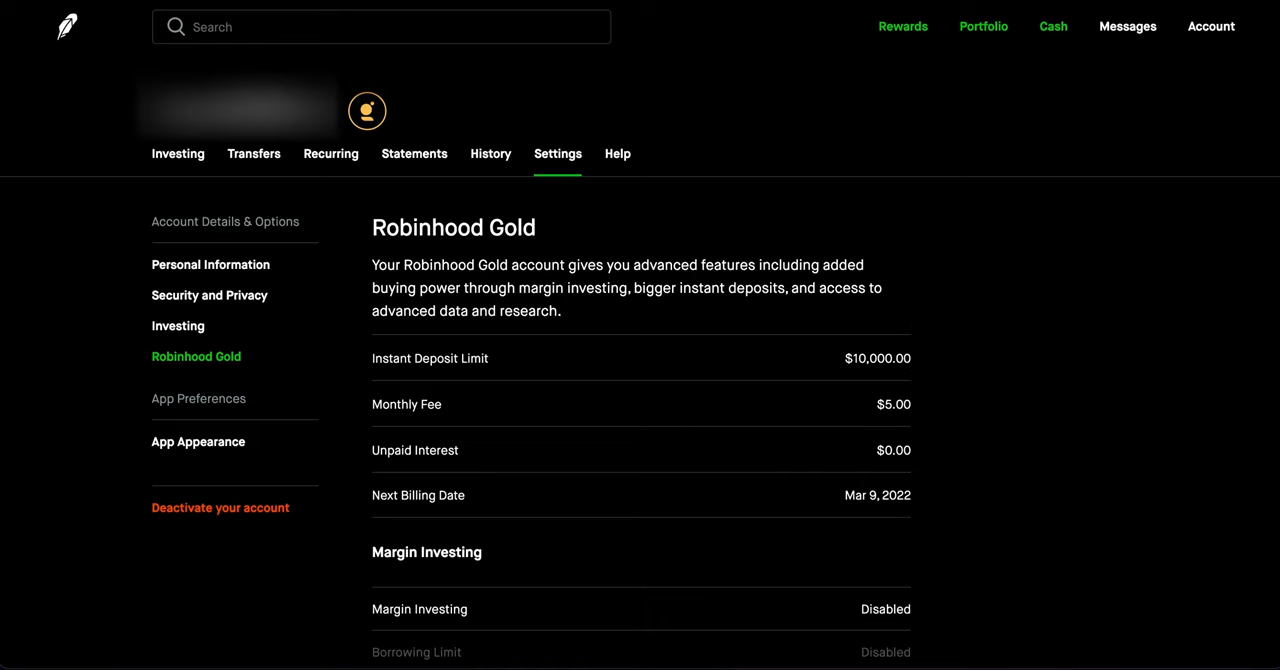 Search
Rewards
Portfolio
Cash
Messages
Account
Investing
Transfers
Recurring
Statements
History
Settings
Help
Account Details & Options
Personal Information
Security and Privacy
Investing
Robinhood Gold
App Preferences
App Appearance
Deactivate your account
Robinhood Gold
Your Robinhood Gold account gives you advanced features including added
buying power through margin investing, bigger instant deposits, and access to
advanced data and research.
Instant Deposit Limit $10,000.00
Monthly Fee $5.00
Unpaid Interest $0.00
Next Billing Date Mar 9, 2022
Margin Investing
Margin Investing Disabled
Borrowing Limit Disabled